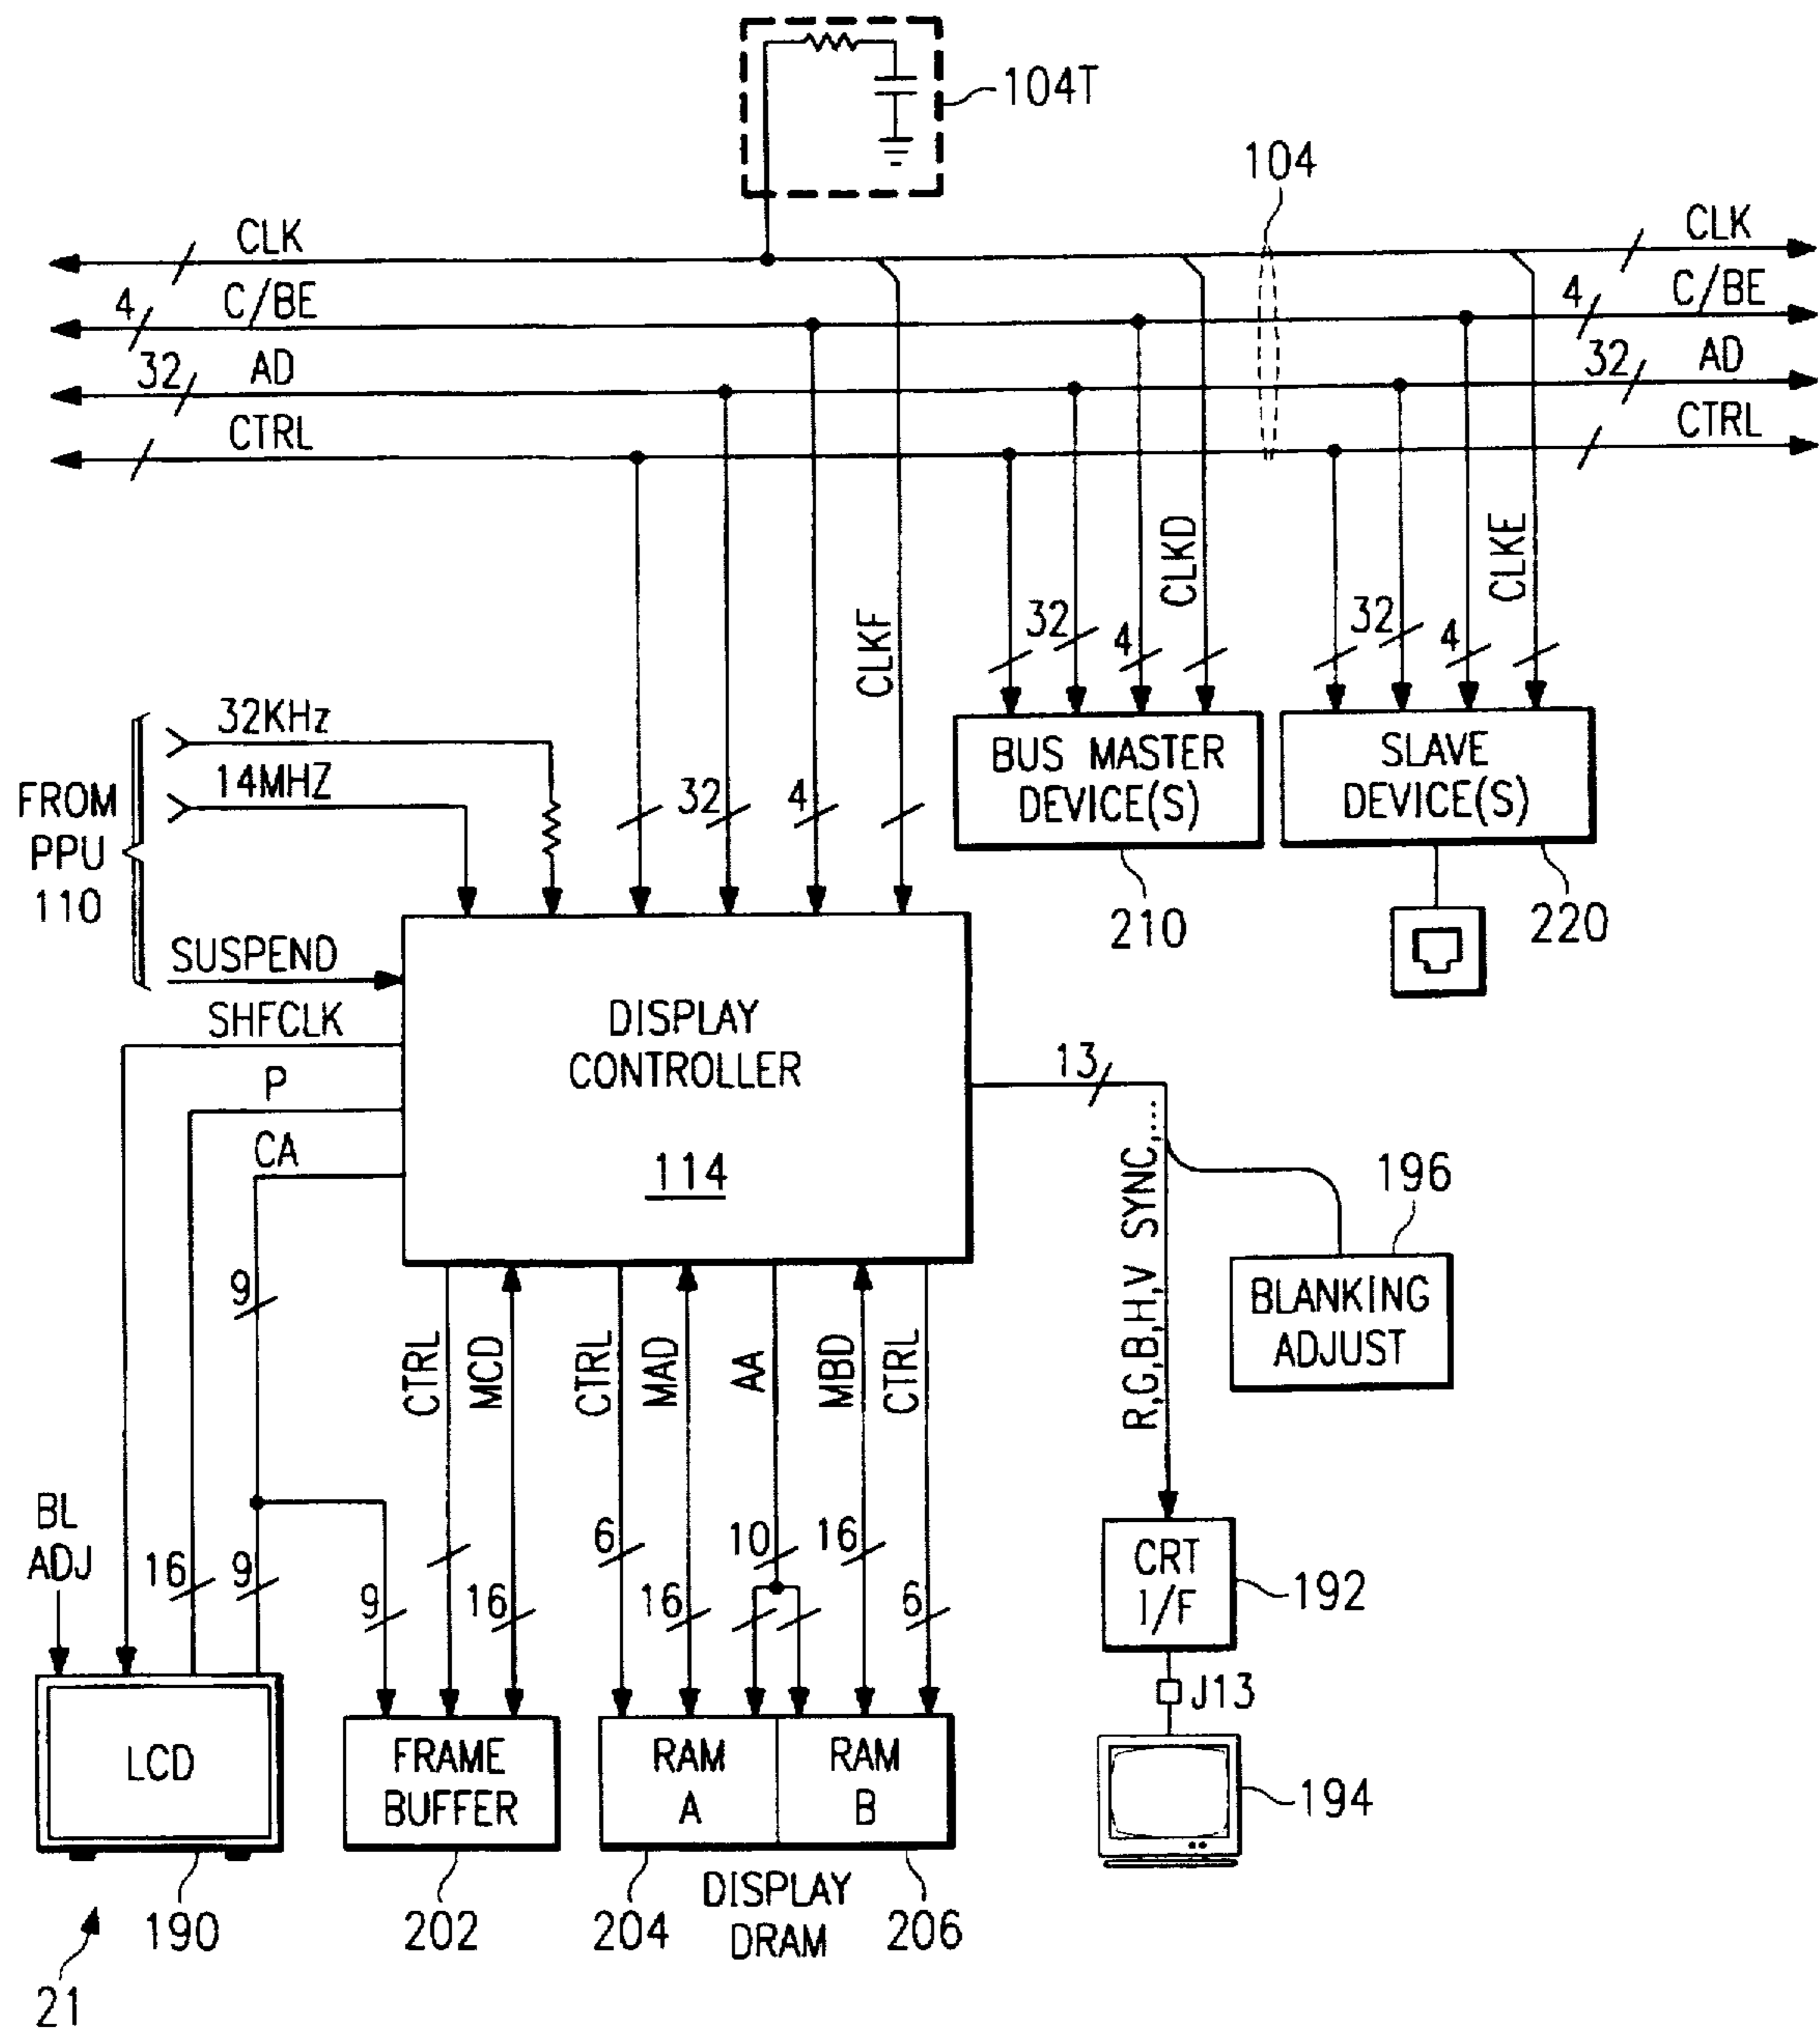 104T
104
CLK
CLK
4
C/BE
4
C/BE
32
AD
32
AD
CTRL
CTRL
CLKF
CLKD
CLKE
32
4
32
4
FROM
PPU
110
32KHz
14MHZ
32
4
BUS MASTER
DEVICE(S)
SLAVE
DEVICE(S)
210
220
SUSPEND
SHFCLK
P
CA
DISPLAY
CONTROLLER
114
13
R,G,B,H,V SYNC,...
196
BLANKING
ADJUST
9
CTRL
MCD
CTRL
MAD
AA
MBD
CTRL
BL
ADJ
16
9
9
16
6
16
10
16
6
CRT
I/F
192
J13
LCD
FRAME
BUFFER
RAM
A
RAM
B
194
190
202
204
DISPLAY
DRAM
206
21